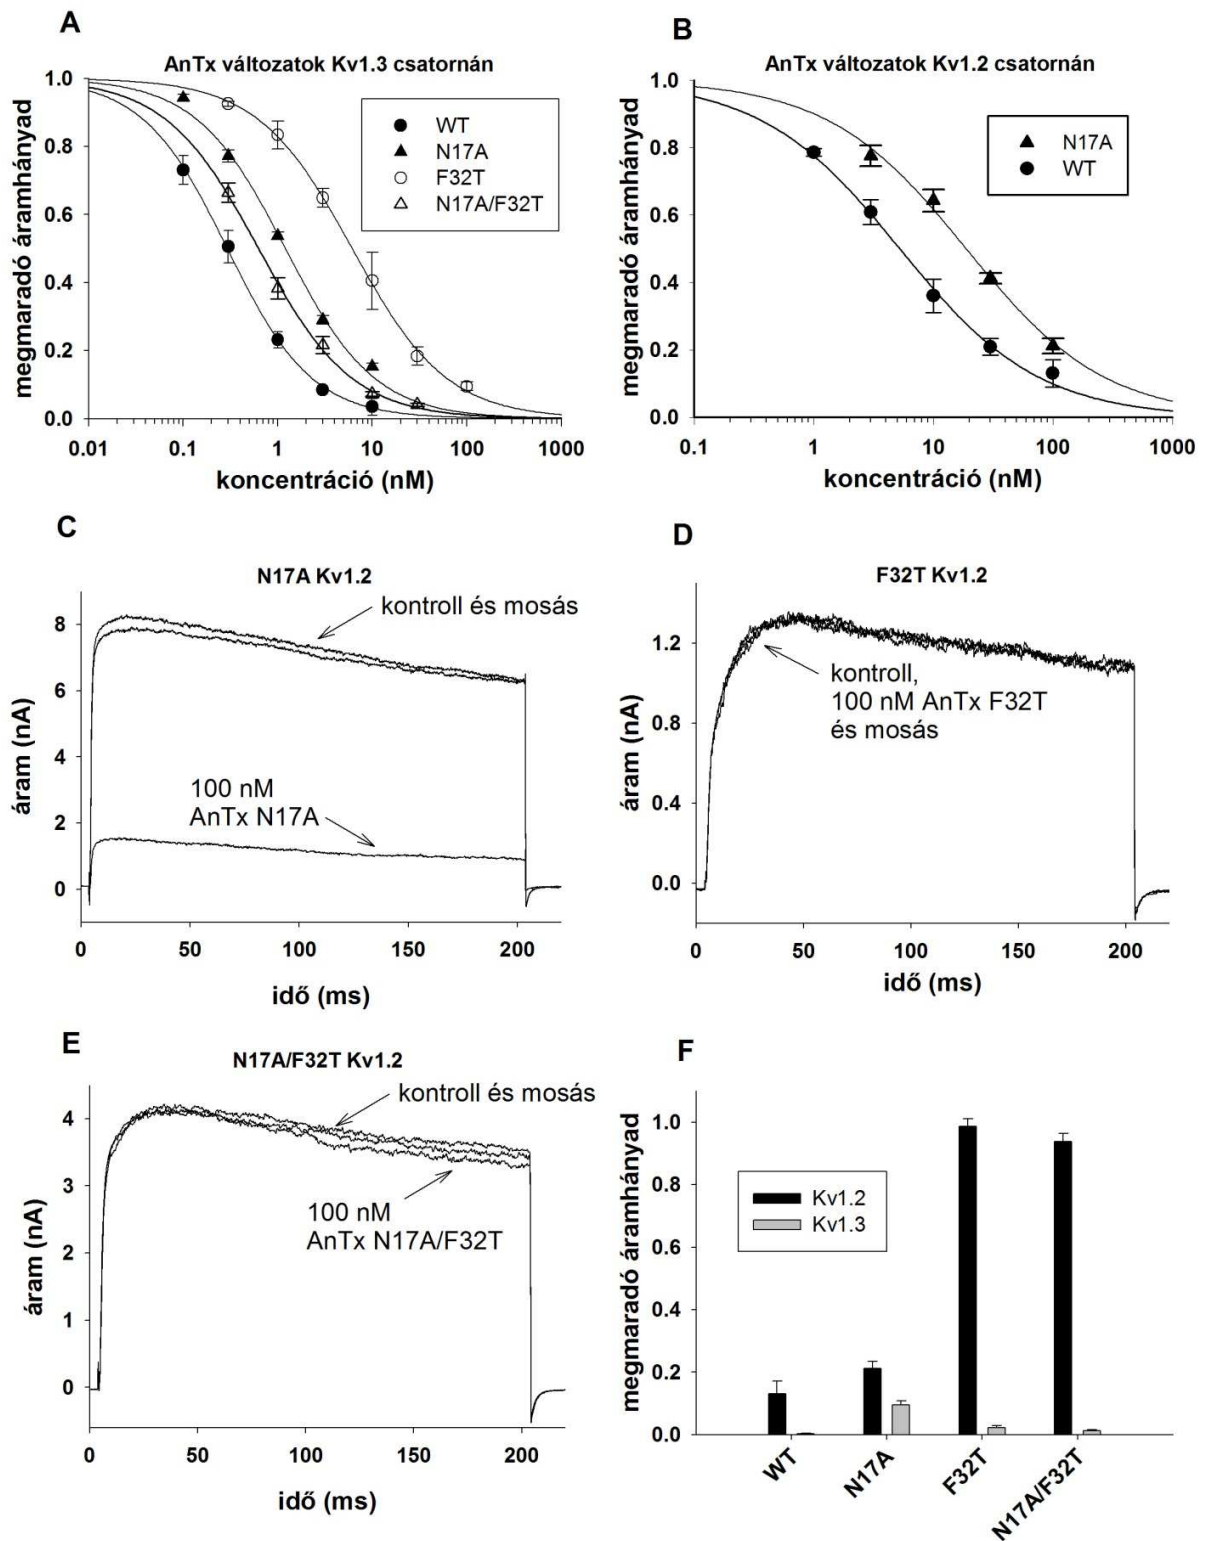 A
AnTx változatok Kv1.3 csatornán
megmaradó áramhányad
1.0
0.8
0.6
0.4
0.2
0.0
WT
N17A
F32T
N17A/F32T
0.01
0.1
1
10
100
1000
koncentráció (nM)
B
AnTx változatok Kv1.2 csatornán
megmaradó áramhányad
1.0
0.8
0.6
0.4
0.2
0.0
N17A
WT
0.1
1
10
100
1000
koncentráció (nM)
C
N17A Kv1.2
kontroll és mosás
áram (nA)
8
6
4
2
0
100 nM
AnTx N17A
0
50
100
150
200
idő (ms)
D
F32T Kv1.2
áram (nA)
1.2
0.8
0.4
0.0
kontroll,
100 nM AnTx F32T
és mosás
0
50
100
150
200
idő (ms)
E
N17A/F32T Kv1.2
kontroll és mosás
áram (nA)
4
3
2
1
0
100 nM
AnTx N17A/F32T
0
50
100
150
200
idő (ms)
F
megmaradó áramhányad
1.0
0.8
0.6
0.4
0.2
0.0
Kv1.2
Kv1.3
WT
N17A
F32T
N17A/F32T